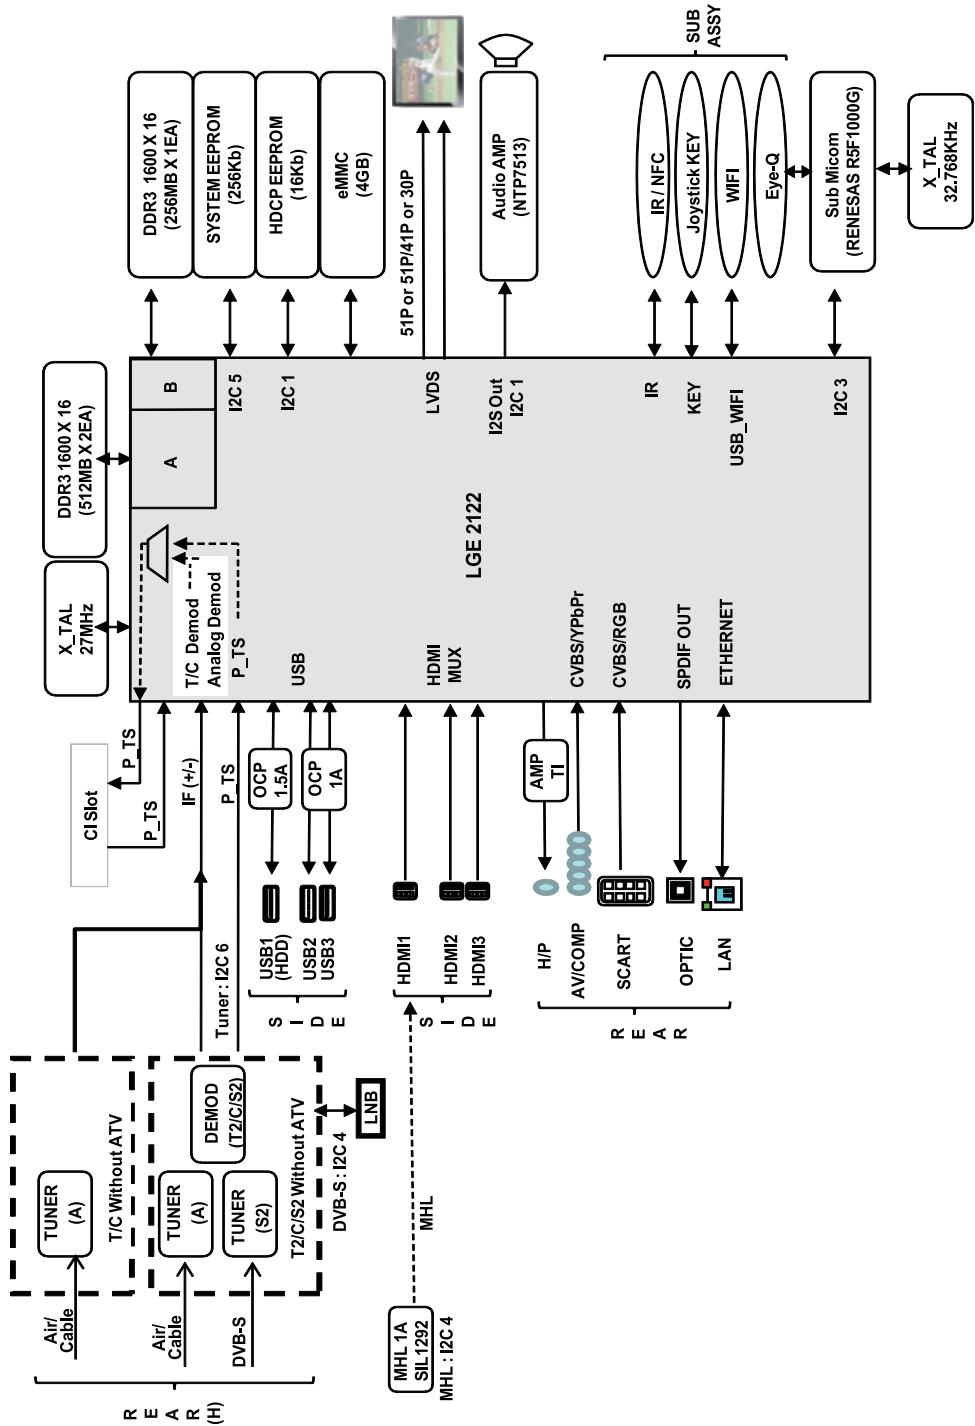 REAR(H)
Air/
Cable
TUNER
(A)
T/C Without ATV
Air/
Cable
DVB-S
TUNER
(A)
TUNER
(S2)
DEMOD
(T2/C/S2)
T2/C/S2 Without ATV
DVB-S : I2C 4
LNB
MHL 1A
SIL1292
MHL : I2C 4
MHL
Tuner : I2C 6
CI Slot
P_TS
P_TS
IF (+/-)
P_TS
SIDE
USB1
(HDD)
USB2
USB3
OCP
1.5A
OCP
1A
SIDE
HDMI1
HDMI2
HDMI3
REAR
H/P
AV/COMP
SCART
OPTIC
LAN
AMP
TI
X_TAL
27MHz
DDR3 1600 X 16
(512MB X 2EA)
A
B
T/C Demod
Analog Demod
P_TS
USB
HDMI
MUX
CVBS/YPbPr
CVBS/RGB
SPDIF OUT
ETHERNET
LGE 2122
I2C 5
I2C 1
LVDS
I2S Out
I2C 1
IR
KEY
USB_WIFI
I2C 3
DDR3 1600 X 16
(256MB X 1EA)
SYSTEM EEPROM
(256Kb)
HDCP EEPROM
(16Kb)
eMMC
(4GB)
51P or 51P/41P or 30P
Audio AMP
(NTP7513)
IR / NFC
Joystick KEY
WIFI
Eye-Q
SUB
ASSY
Sub Micom
(RENESAS R5F1000G)
X_TAL
32.768KHz